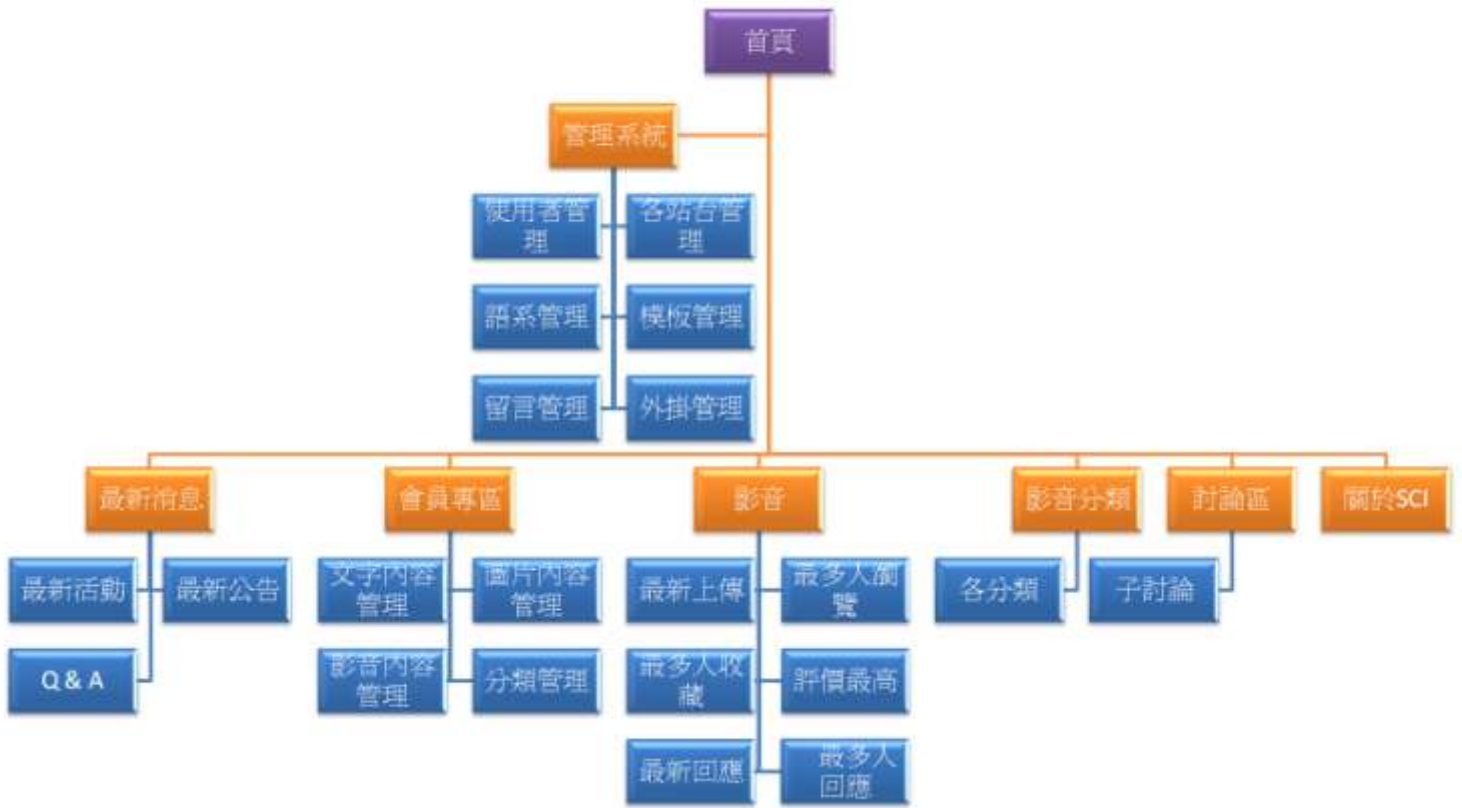 首頁
管理系統
使用者管
理
各站台管
理
語系管理
模板管理
留言管理
外掛管理
最新消息
會員專區
影音
影音分類
討論區
關於SCI
最新活動
最新公告
文字內容
管理
圖片內容
管理
最新上傳
最多人瀏
覽
各分類
子討論
Q & A
影音內容
管理
分類管理
最多人收
藏
評價最高
最新回應
最多人
回應